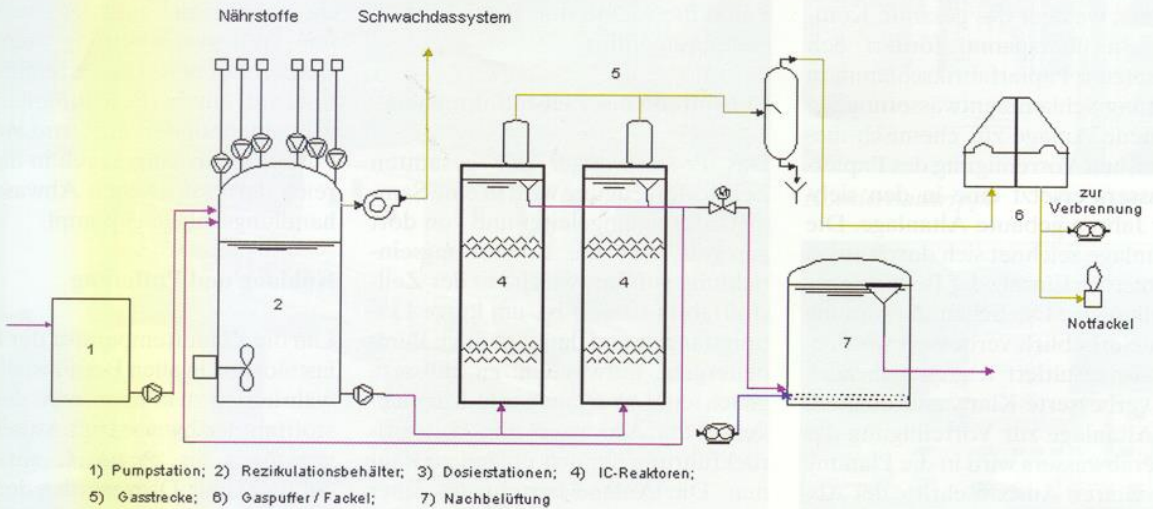 Nährstoffe
Schwachdassystem
5
6
zur
Verbrennung
4
4
1
2
7
Notfackel
M
1) Pumpstation; 2) Rezirkulationsbehälter; 3) Dosierstationen; 4) IC-Reaktoren;
5) Gasstrecke; 6) Gaspuffer / Fackel; 7) Nachbelüftung